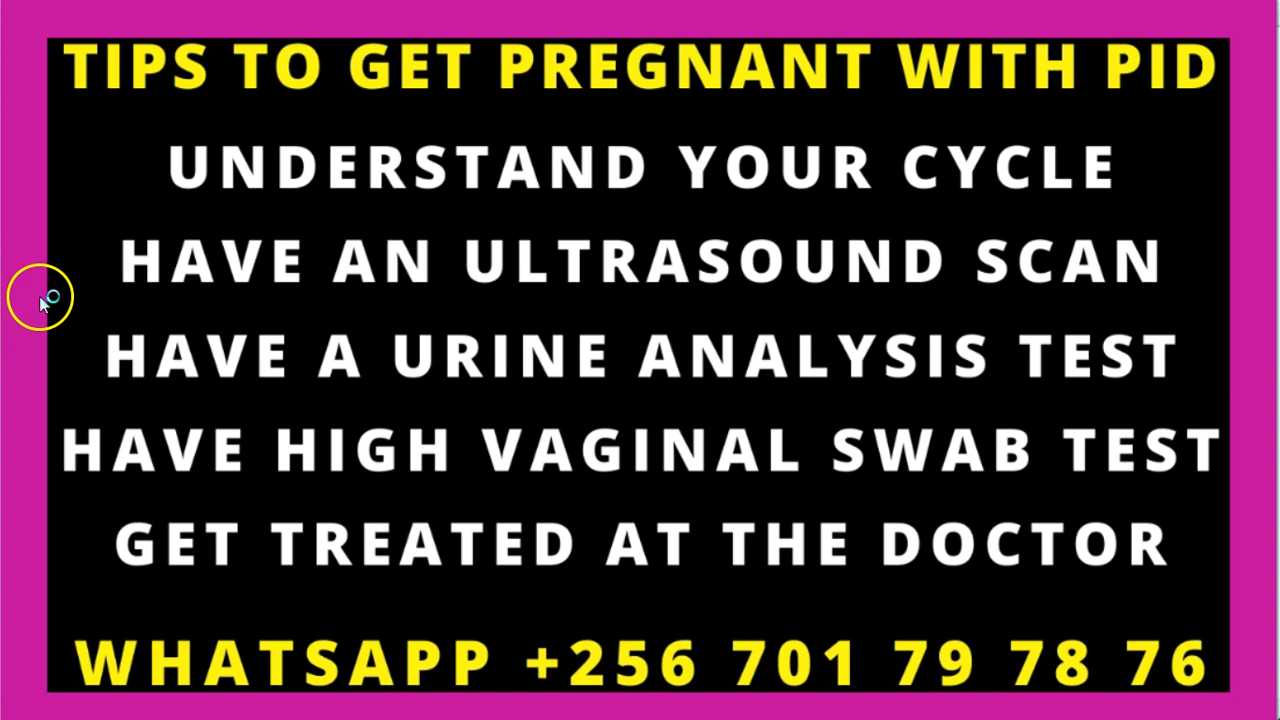 TIPS TO GET PREGNANT WITH PID
UNDERSTAND YOUR CYCLE
HAVE AN ULTRASOUND SCAN
HAVE A URINE ANALYSIS TEST
HAVE HIGH VAGINAL SWAB TEST
GET TREATED AT THE DOCTOR
WHATSAPP +256 701 79 78 76